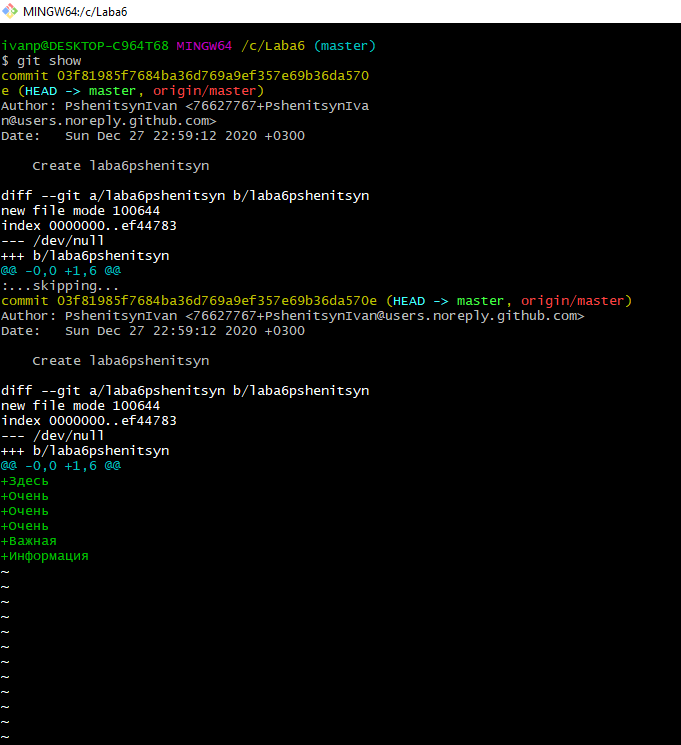 MINGW64:/c/Laba6
ivanp@DESKTOP-C964T68 MINGW64 /c/Laba6 (master)
$ git show
commit 03f81985f7684ba36d769a9ef357e69b36da570
e (HEAD -> master, origin/master)
Author: PshenitsynIvan <76627767+PshenitsynIva
n@users.noreply.github.com>
Date:   Sun Dec 27 22:59:12 2020 +0300
    Create laba6pshenitsyn
diff --git a/laba6pshenitsyn b/laba6pshenitsyn
new file mode 100644
index 0000000..ef44783
--- /dev/null
+++ b/laba6pshenitsyn
@@ -0,0 +1,6 @@
:...skipping...
commit 03f81985f7684ba36d769a9ef357e69b36da570e (HEAD -> master, origin/master)
Author: PshenitsynIvan <76627767+PshenitsynIvan@users.noreply.github.com>
Date:   Sun Dec 27 22:59:12 2020 +0300
    Create laba6pshenitsyn
diff --git a/laba6pshenitsyn b/laba6pshenitsyn
new file mode 100644
index 0000000..ef44783
--- /dev/null
+++ b/laba6pshenitsyn
@@ -0,0 +1,6 @@
+Здесь
+Очень
+Очень
+Очень
+Важная
+Информация
~
~
~
~
~
~
~
~
~
~
~
~